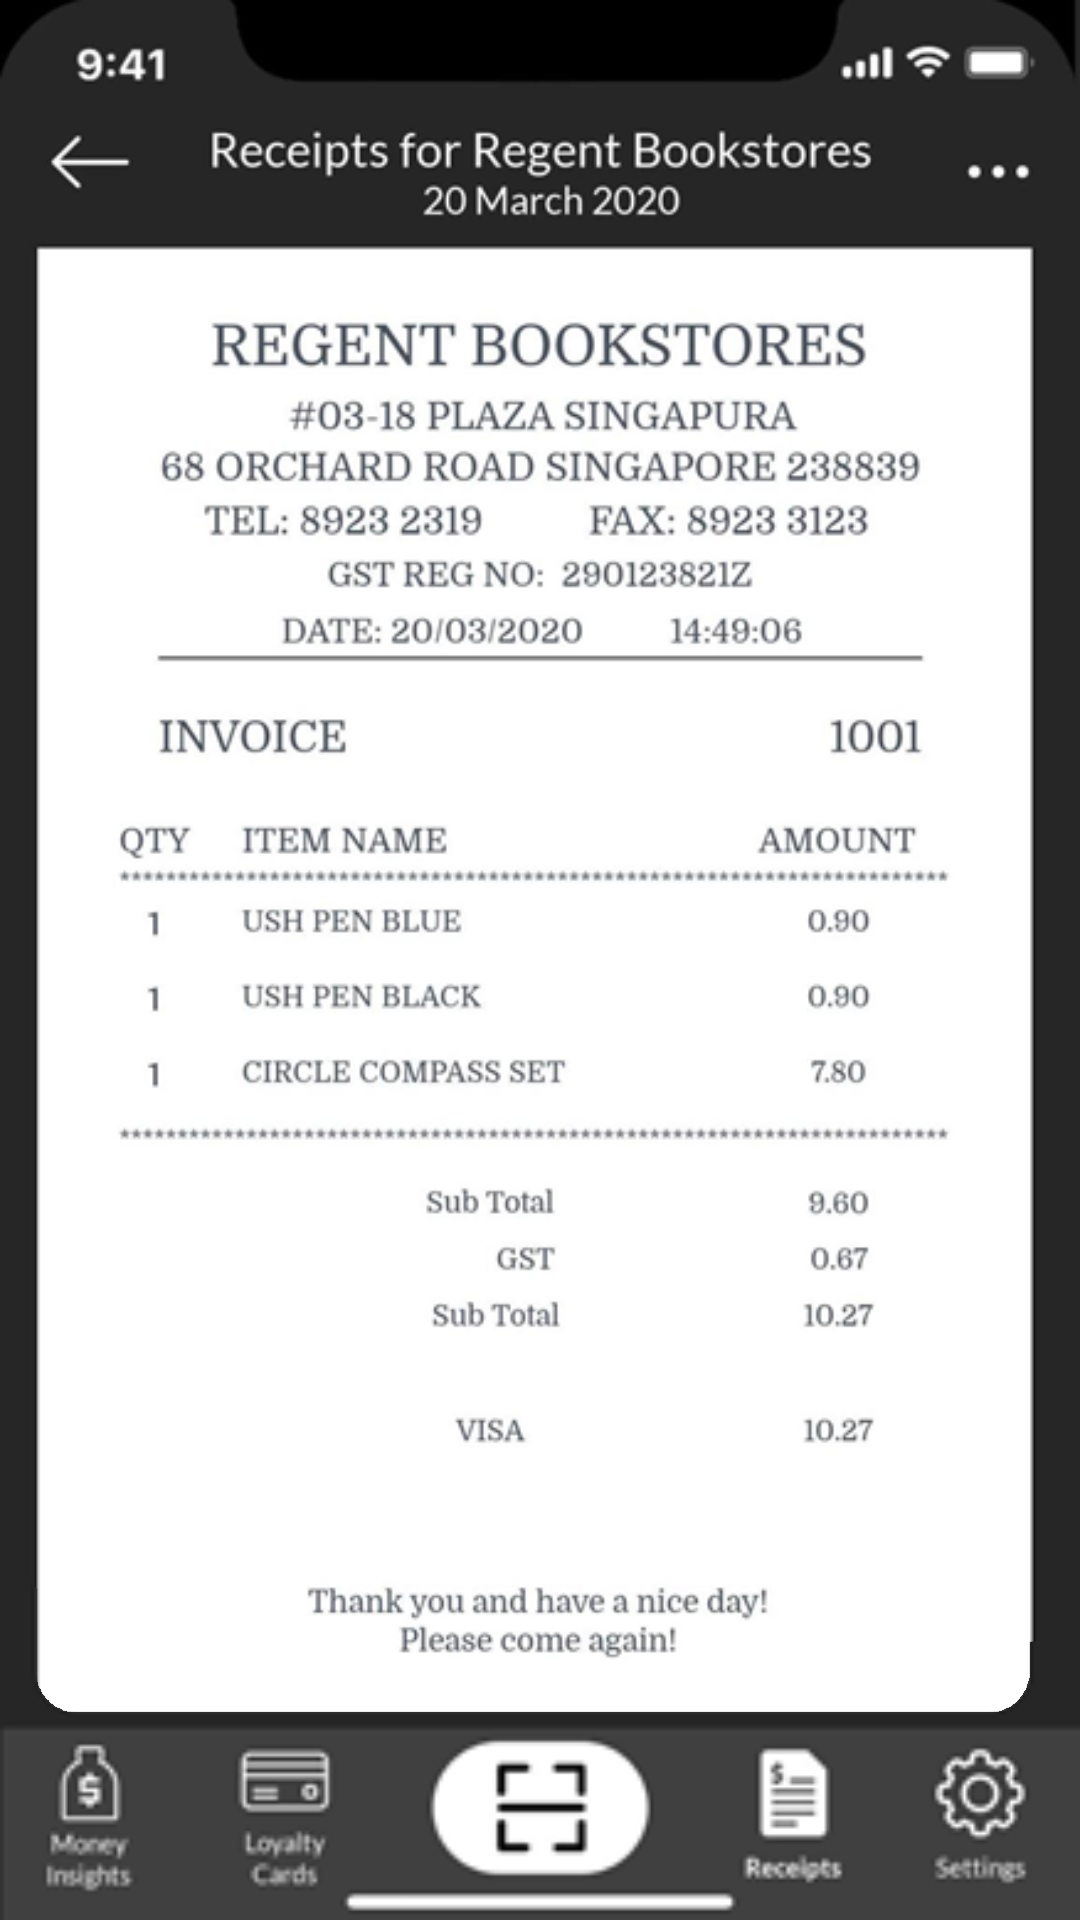 9:41
Receipts for Regent Bookstores
20 March 2020
REGENT BOOKSTORES
#03-18 PLAZA SINGAPURA
68 ORCHARD ROAD SINGAPORE 238839
TEL: 8923 2319 FAX: 8923 3123
GST REG NO: 290123821Z
DATE: 20/03/2020 14:49:06
INVOICE 1001
QTY ITEM NAME AMOUNT
************************************************************************
1 USH PEN BLUE 0.90
1 USH PEN BLACK 0.90
1 CIRCLE COMPASS SET 7.80
************************************************************************
Sub Total 9.60
GST 0.67
Sub Total 10.27
VISA 10.27
Thank you and have a nice day!
Please come again!
Money Insights
Loyalty Cards
Receipts
Settings